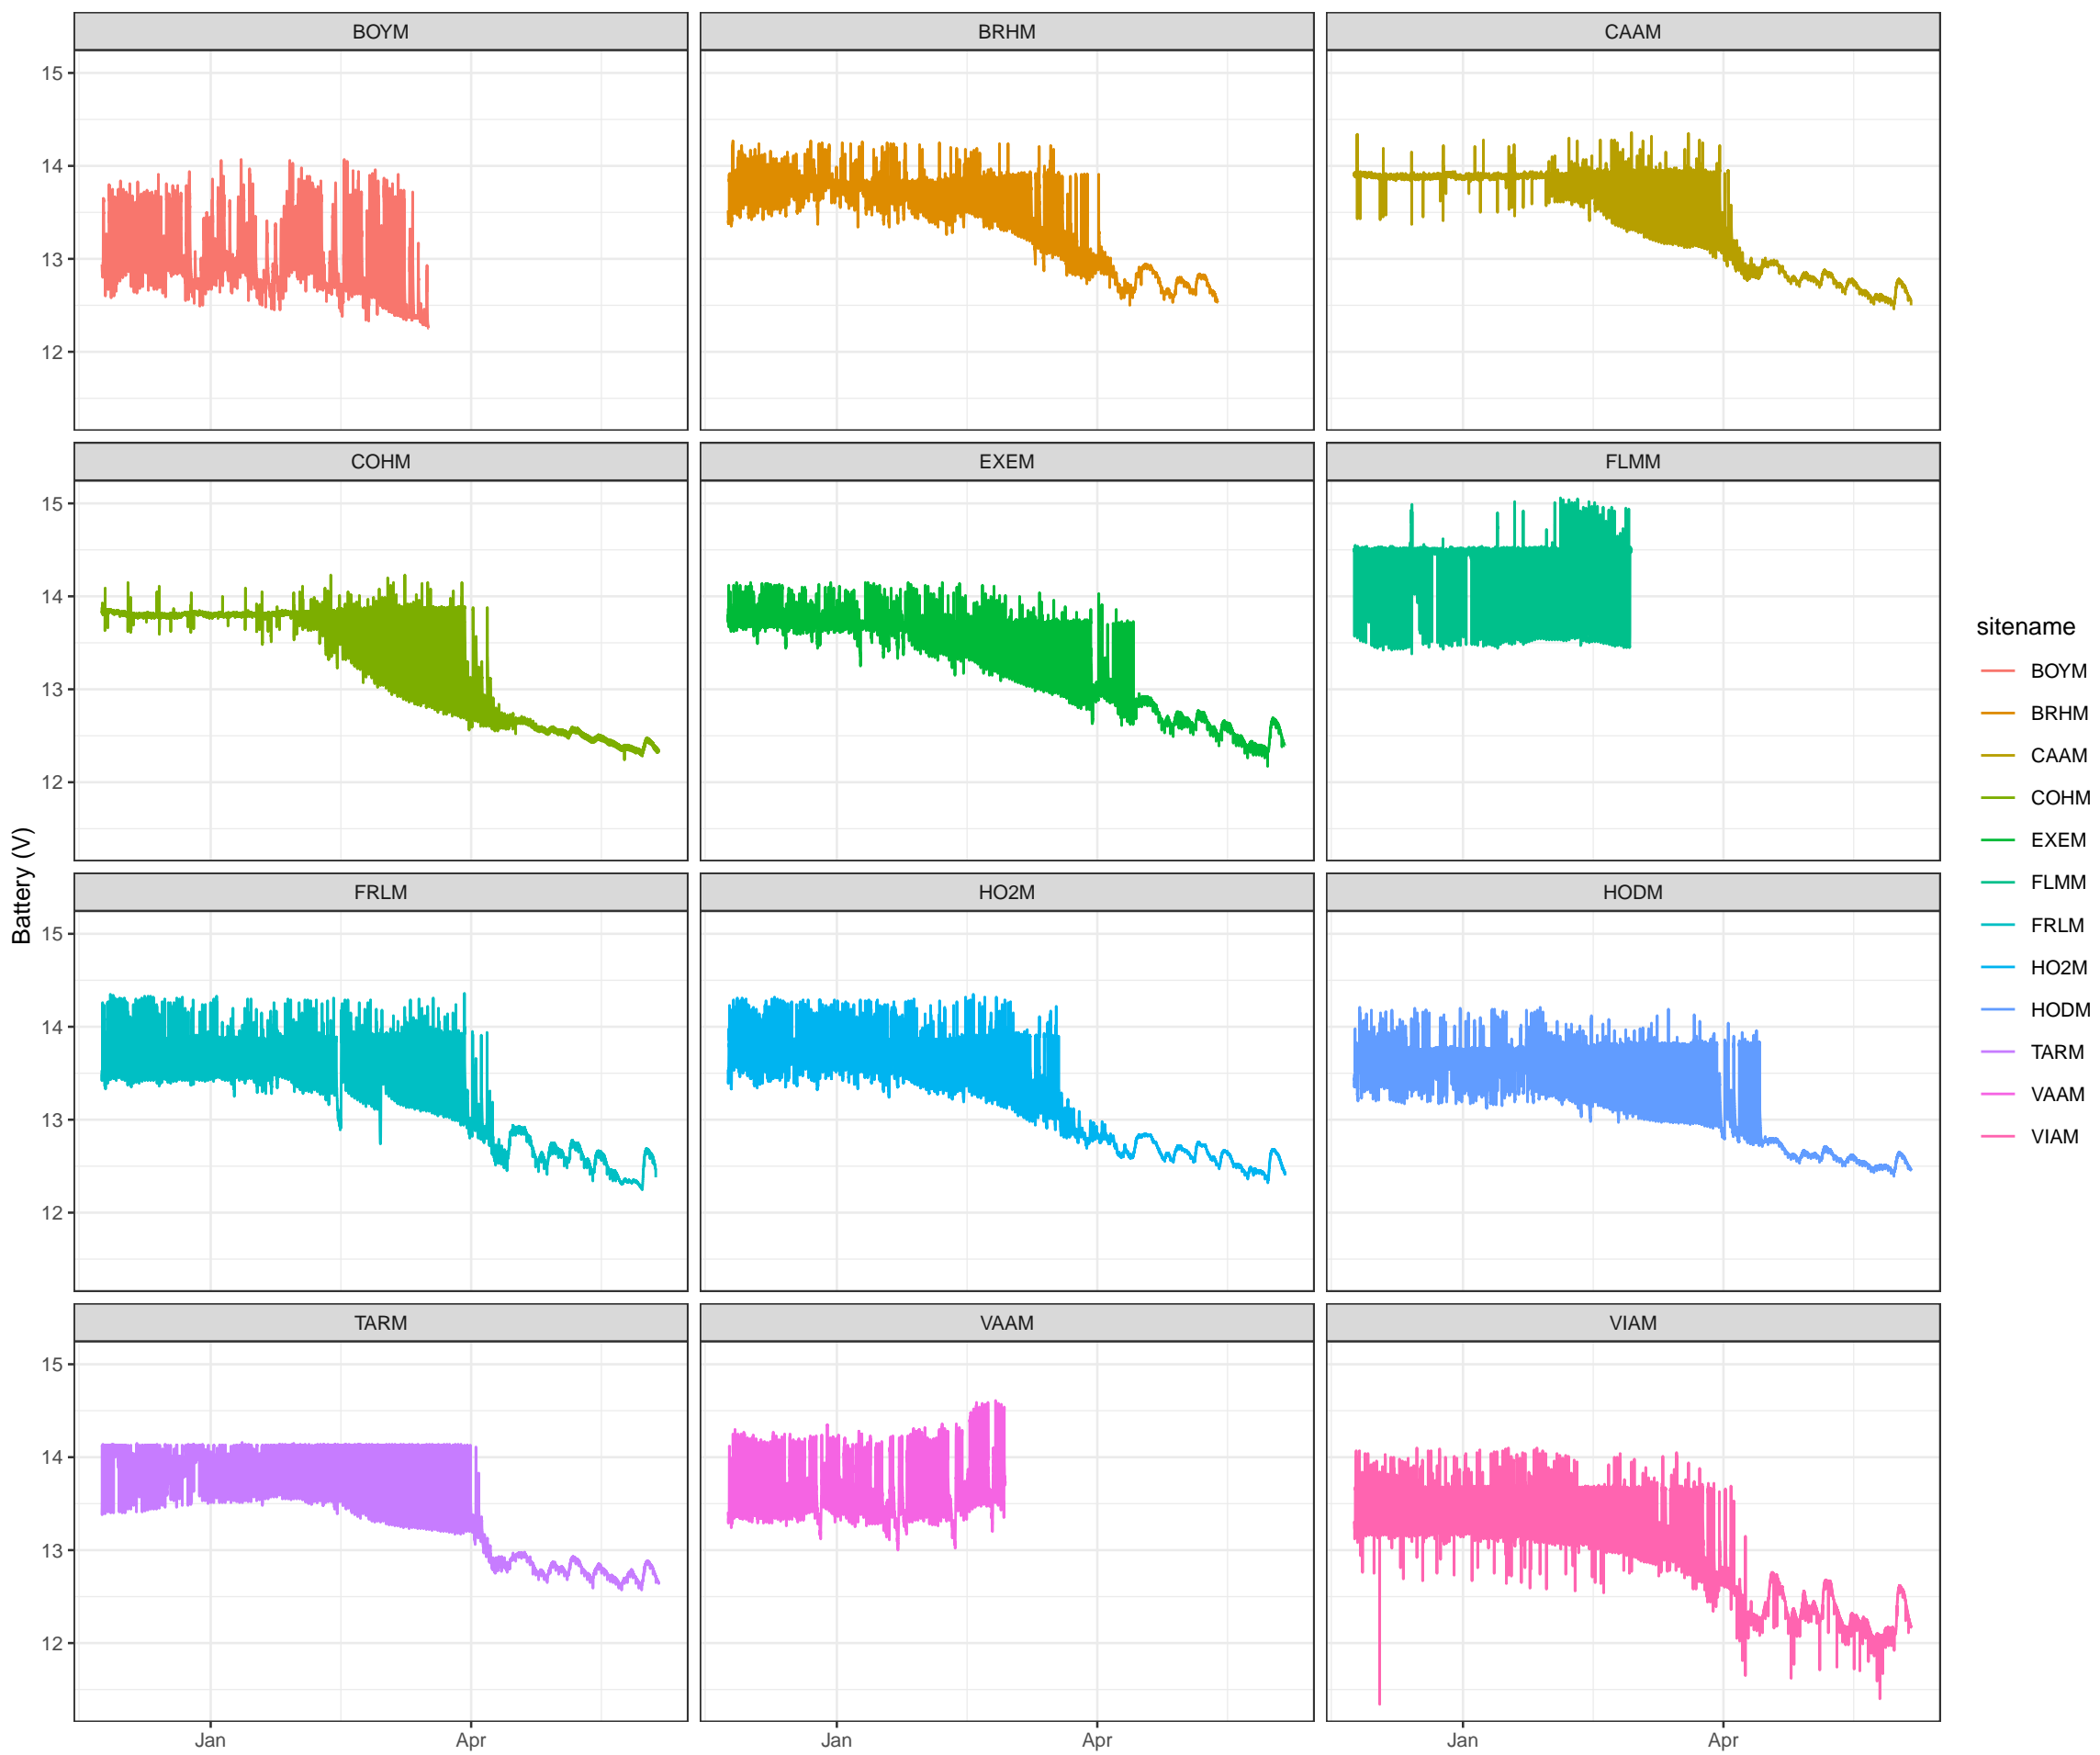 BOYM
BRHM
CAAM
15
14
13
12
COHM
EXEM
FLMM
15
14
13
12
FRLM
HO2M
HODM
15
14
13
12
TARM
VAAM
VIAM
15
14
13
12
Jan
Apr
Jan
Apr
Jan
Apr
Battery (V)
sitename
BOYM
BRHM
CAAM
COHM
EXEM
FLMM
FRLM
HO2M
HODM
TARM
VAAM
VIAM